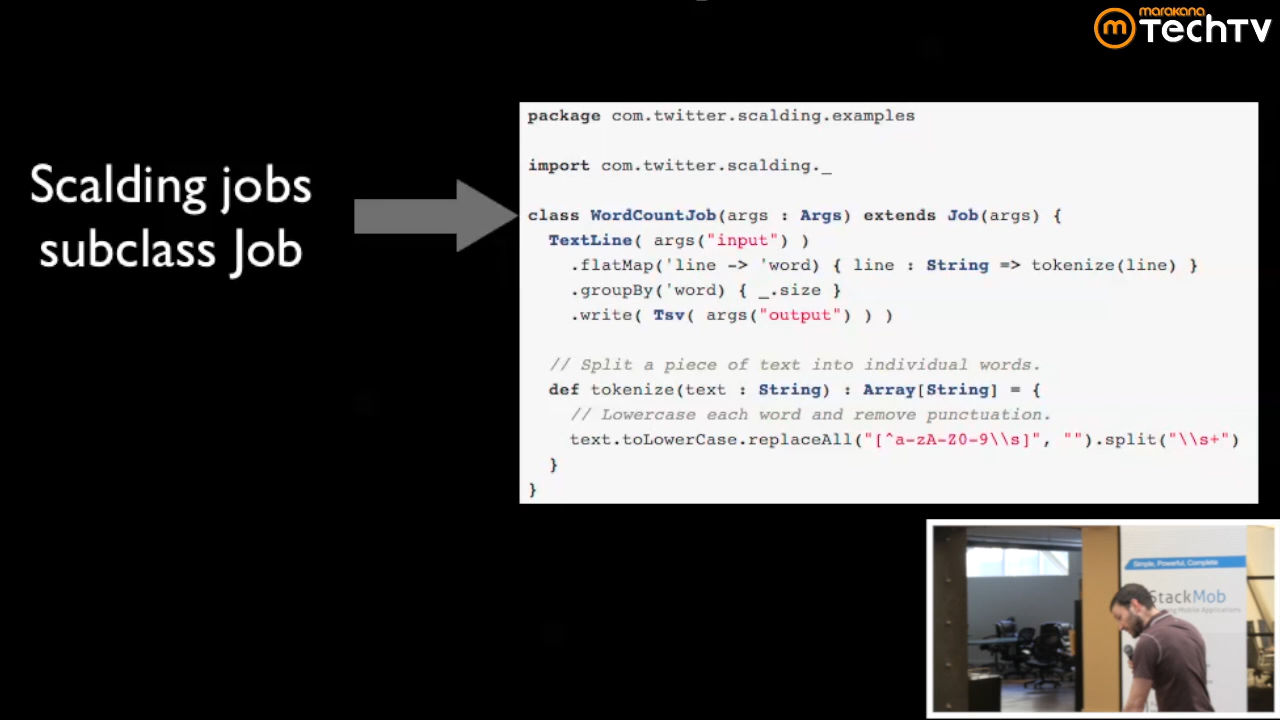 marakana
TechTV
Scalding jobs
subclass Job
package com.twitter.scalding.examples
import com.twitter.scalding._
class WordCountJob(args : Args) extends Job(args) {
TextLine( args("input") )
.flatMap('line -> 'word) { line : String => tokenize(line) }
.groupBy('word) { _.size }
.write( Tsv( args("output") ) )
// Split a piece of text into individual words.
def tokenize(text : String) : Array[String] = {
// Lowercase each word and remove punctuation.
text.toLowerCase.replaceAll("[^a-zA-Z0-9\\s]", "").split("\\s+")
}
}
Simple, Powerful, Complete
StackMob
Mobile Applications